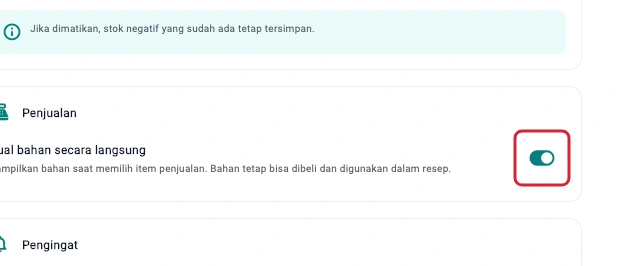 Jika dimatikan, stok negatif yang sudah ada tetap tersimpan.
Penjualan
ual bahan secara langsung
ampilkan bahan saat memilih item penjualan. Bahan tetap bisa dibeli dan digunakan dalam resep.
Pengingat